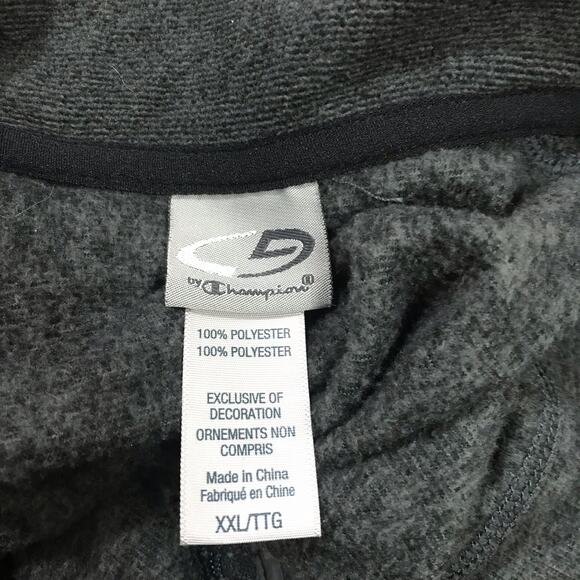 C9
by Champion®
100% POLYESTER
100% POLYESTER
EXCLUSIVE OF
DECORATION
ORNEMENTS NON
COMPRIS
Made in China
Fabriqué en Chine
XXL/TTG